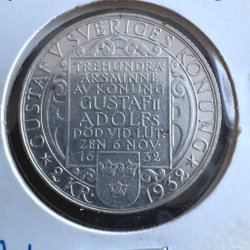 GUSTAF V SVERIGES KONUNG
TREHUNDRA
ÅRSMINNE
AV KONUNG
GUSTAF II
ADOLFS
DÖD VID LÜT-
ZEN 6 NOV.
16 32
2 KR. 1932